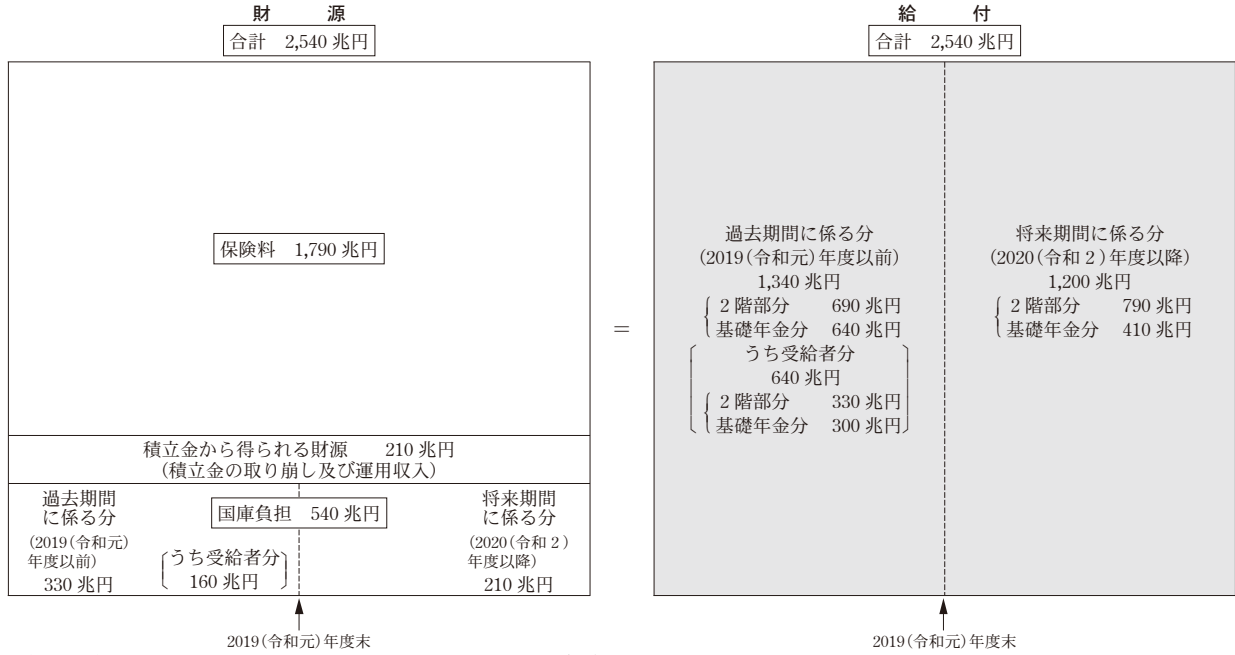 財　源
合計　2,540 兆円
保険料　1,790 兆円
積立金から得られる財源　210 兆円
(積立金の取り崩し及び運用収入)
過去期間
に係る分
(2019(令和元)
年度以前)
330 兆円
国庫負担　540 兆円
うち受給者分
160 兆円
将来期間
に係る分
(2020(令和 2)
年度以降)
210 兆円
2019(令和元)年度末
=
給　付
合計　2,540 兆円
過去期間に係る分
(2019(令和元)年度以前)
1,340 兆円
2 階部分　690 兆円
基礎年金分　640 兆円
うち受給者分
640 兆円
2 階部分　330 兆円
基礎年金分　300 兆円
将来期間に係る分
(2020(令和 2)年度以降)
1,200 兆円
2 階部分　790 兆円
基礎年金分　410 兆円
2019(令和元)年度末